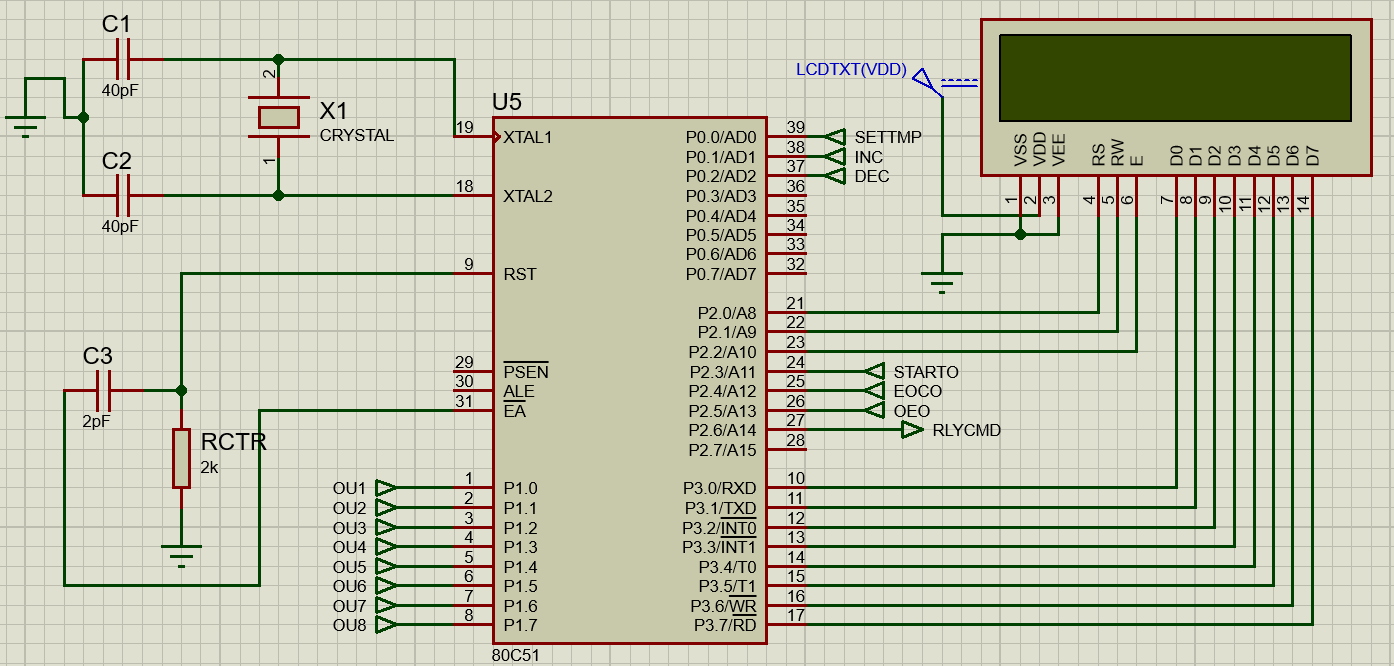 C1
40pF
2
1
X1
CRYSTAL
C2
40pF
C3
2pF
RCTR
2k
U5
19 XTAL1
18 XTAL2
9 RST
29 PSEN
30 ALE
31 EA
OU1 1 P1.0
OU2 2 P1.1
OU3 3 P1.2
OU4 4 P1.3
OU5 5 P1.4
OU6 6 P1.5
OU7 7 P1.6
OU8 8 P1.7
80C51
P0.0/AD0 39 SETTMP
P0.1/AD1 38 INC
P0.2/AD2 37 DEC
P0.3/AD3 36
P0.4/AD4 35
P0.5/AD5 34
P0.6/AD6 33
P0.7/AD7 32
P2.0/A8 21
P2.1/A9 22
P2.2/A10 23
P2.3/A11 24 STARTO
P2.4/A12 25 EOCO
P2.5/A13 26 OEO
P2.6/A14 27 RLYCMD
P2.7/A15 28
P3.0/RXD 10
P3.1/TXD 11
P3.2/INT0 12
P3.3/INT1 13
P3.4/T0 14
P3.5/T1 15
P3.6/WR 16
P3.7/RD 17
LCDTXT(VDD)
VSS VDD VEE RS RW E D0 D1 D2 D3 D4 D5 D6 D7
1 2 3 4 5 6 7 8 9 10 11 12 13 14